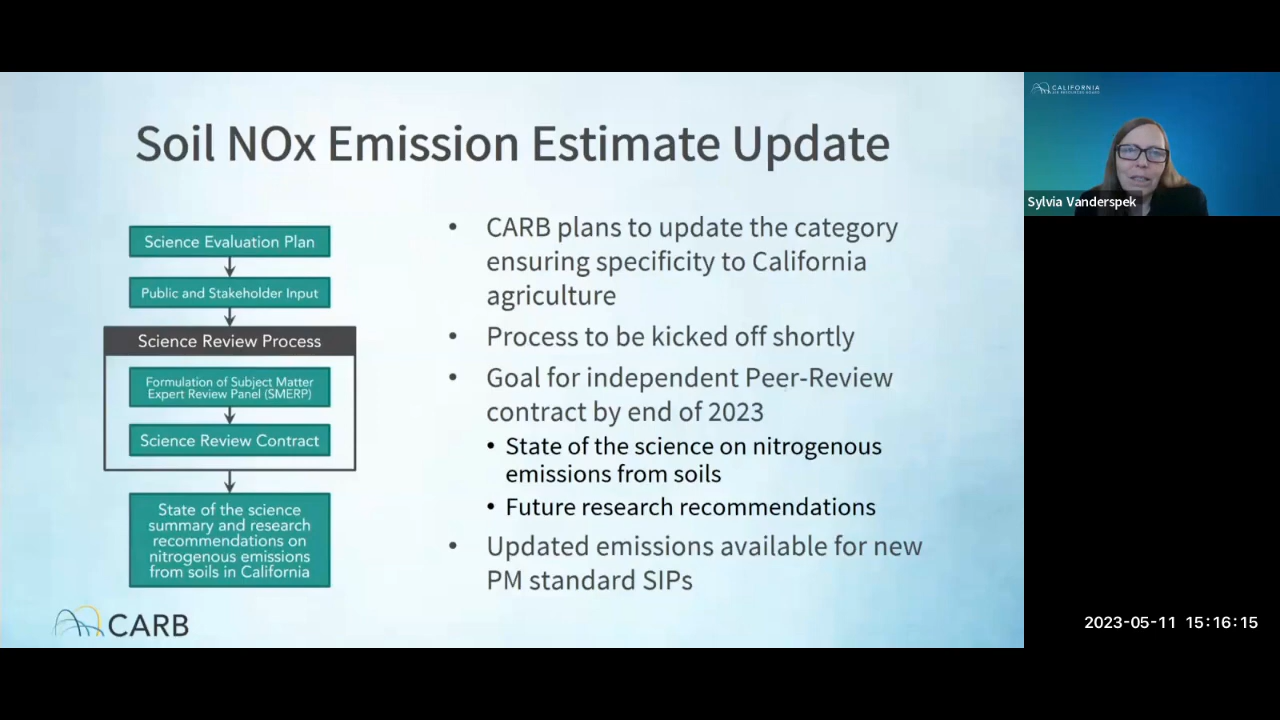 Soil NOx Emission Estimate Update
Science Evaluation Plan
Public and Stakeholder Input
Science Review Process
Formulation of Subject Matter
Expert Review Panel (SMERP)
Science Review Contract
State of the science
summary and research
recommendations on
nitrogenous emissions
from soils in California
• CARB plans to update the category
ensuring specificity to California
agriculture
• Process to be kicked off shortly
• Goal for independent Peer-Review
contract by end of 2023
• State of the science on nitrogenous
emissions from soils
• Future research recommendations
• Updated emissions available for new
PM standard SIPs
CARB
CALIFORNIA
Sylvia Vanderspek
2023-05-11 15:16:15